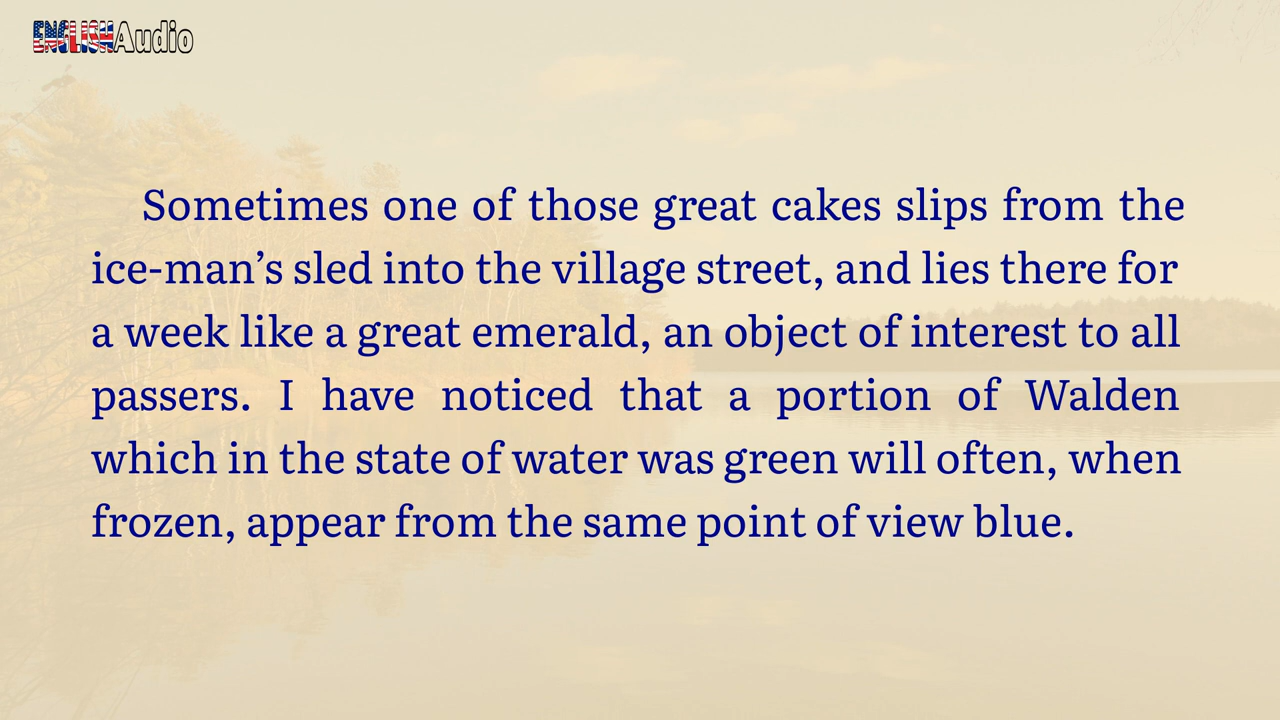 ENGLISHAudio
Sometimes one of those great cakes slips from the
ice-man’s sled into the village street, and lies there for
a week like a great emerald, an object of interest to all
passers. I have noticed that a portion of Walden
which in the state of water was green will often, when
frozen, appear from the same point of view blue.